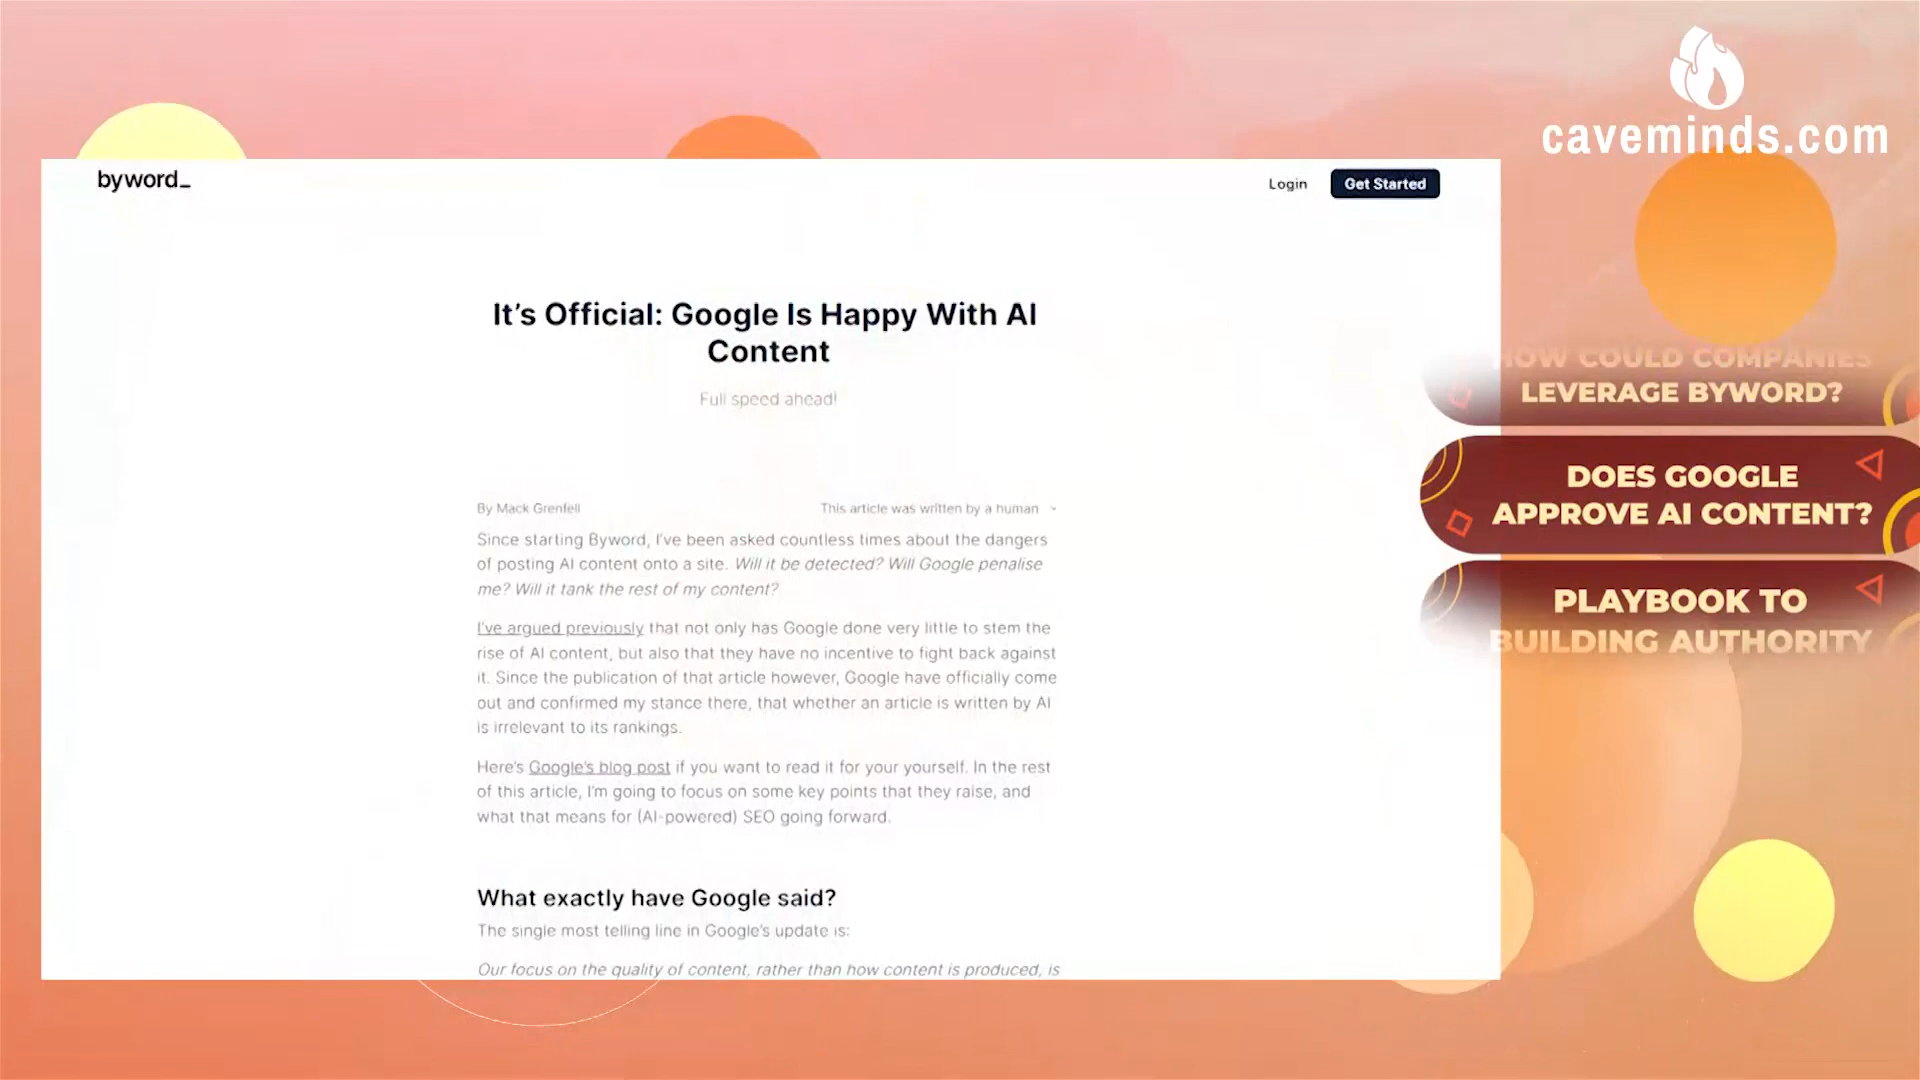 caveminds.com
byword_
Login
Get Started
It's Official: Google Is Happy With AI
Content
Full speed ahead!
By Mack Grenfell
This article was written by a human
Since starting Byword, I've been asked countless times about the dangers
of posting AI content onto a site. Will it be detected? Will Google penalise
me? Will it tank the rest of my content?
I've argued previously that not only has Google done very little to stem the
rise of AI content, but also that they have no incentive to fight back against
it. Since the publication of that article however, Google have officially come
out and confirmed my stance there, that whether an article is written by AI
is irrelevant to its rankings.
Here's Google's blog post if you want to read it for your yourself. In the rest
of this article, I'm going to focus on some key points that they raise, and
what that means for (AI-powered) SEO going forward.
What exactly have Google said?
The single most telling line in Google's update is:
Our focus on the quality of content, rather than how content is produced, is
HOW COULD COMPANIES
LEVERAGE BYWORD?
DOES GOOGLE
APPROVE AI CONTENT?
PLAYBOOK TO
BUILDING AUTHORITY